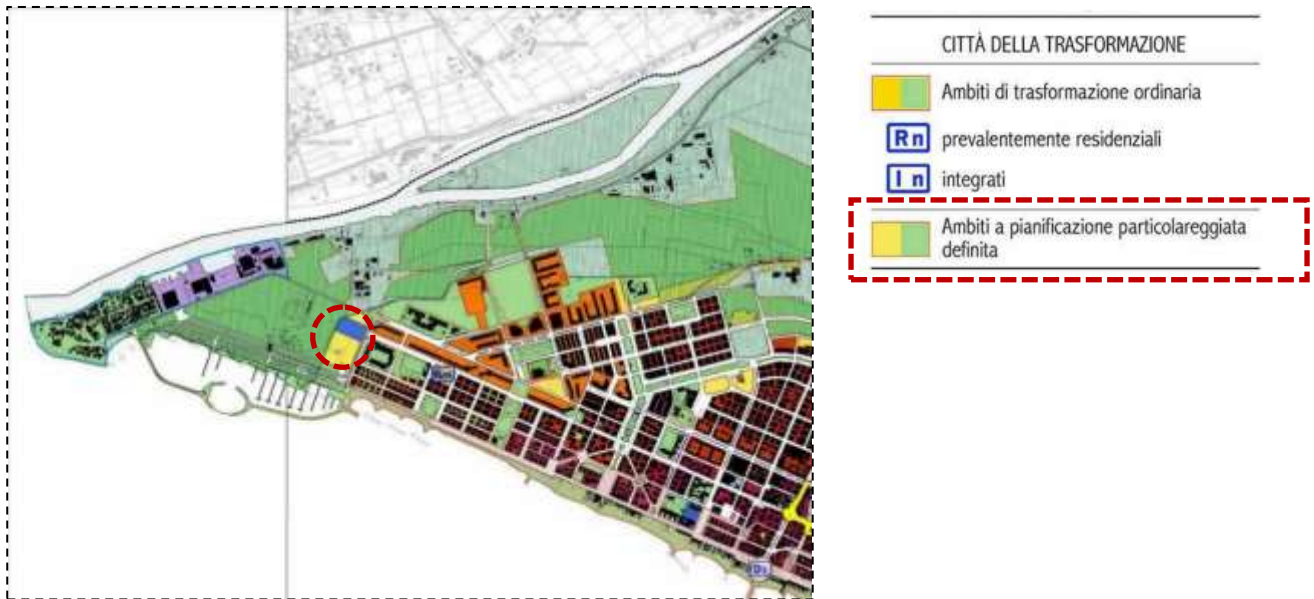 CITTÀ DELLA TRASFORMAZIONE
Ambiti di trasformazione ordinaria
Rn prevalentemente residenziali
In integrati
Ambiti a pianificazione particolareggiata
definita